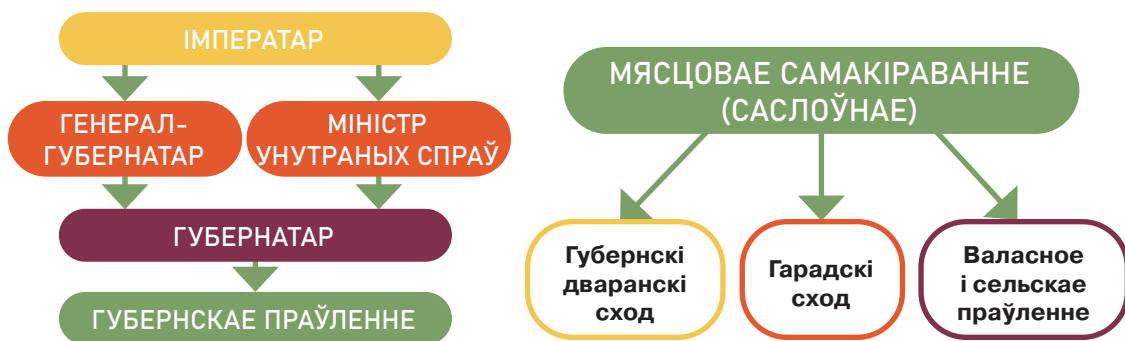 ІМПЕРАТАР
ГЕНЕРАЛ-
ГУБЕРНАТАР
МІНІСТР
УНУТРАНЫХ СПРАЎ
ГУБЕРНАТАР
ГУБЕРНСКАЕ ПРАЎЛЕННЕ
МЯСЦОВАЕ САМАКІРАВАННЕ
(САСЛОЎНАЕ)
Губернскі
дваранскі
сход
Гарадскі
сход
Валасное
і сельскае
праўленне